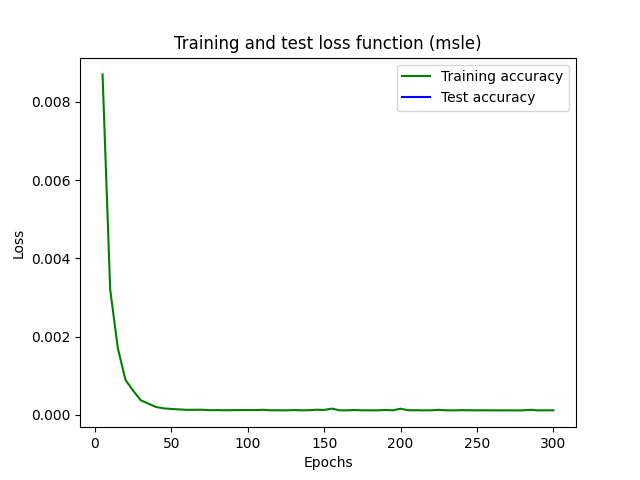 Training and test loss function (msle)
Training accuracy
Test accuracy
0.008
0.006
0.004
0.002
0.000
Loss
0
50
100
150
200
250
300
Epochs